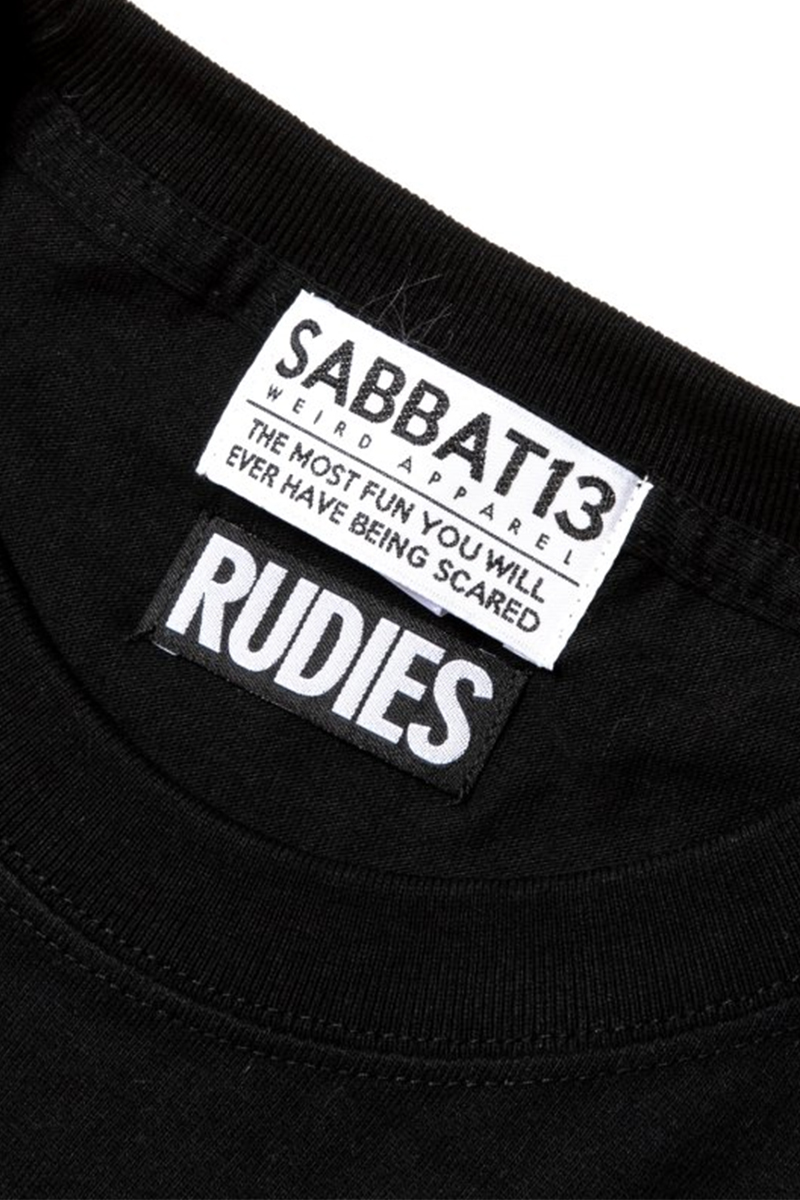 SABBAT13
WEIRD APPAREL
THE MOST FUN YOU WILL
EVER HAVE BEING SCARED
RUDIES